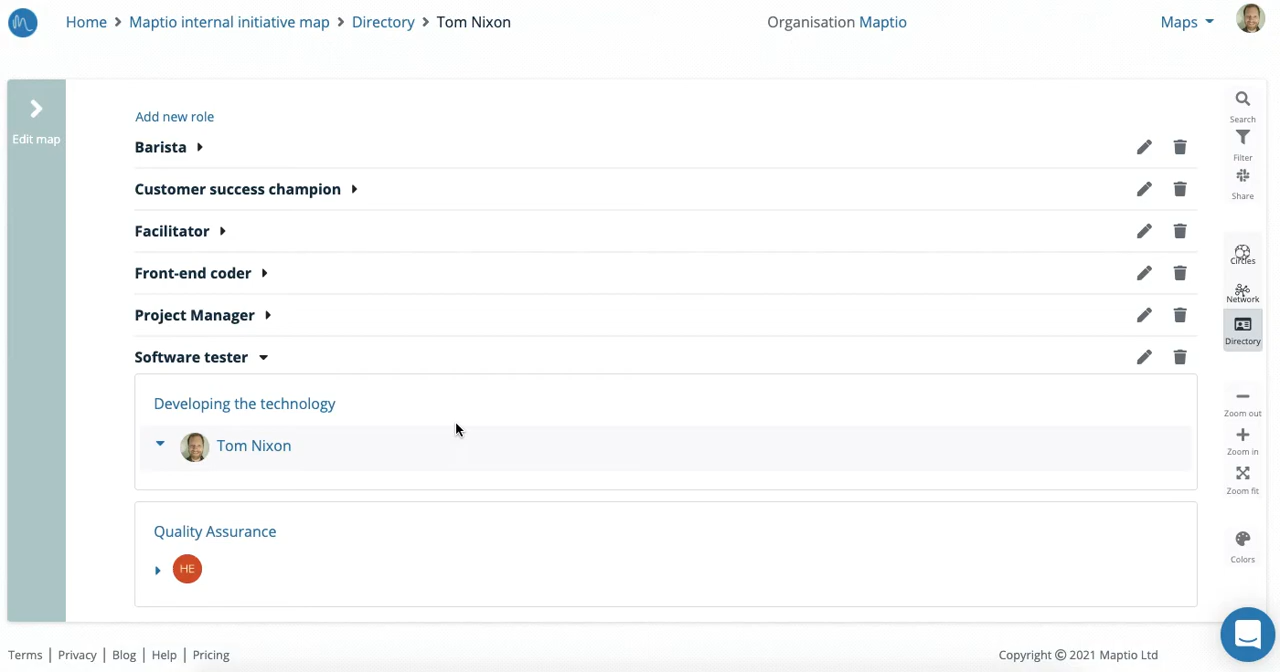 Home > Maptio internal initiative map > Directory > Tom Nixon
Organisation Maptio
Maps
Edit map
Add new role
Barista
Customer success champion
Facilitator
Front-end coder
Project Manager
Software tester
Developing the technology
Tom Nixon
Quality Assurance
HE
Search
Filter
Share
Circles
Network
Directory
Zoom out
Zoom in
Zoom fit
Colors
Terms | Privacy | Blog | Help | Pricing
Copyright © 2021 Maptio Ltd